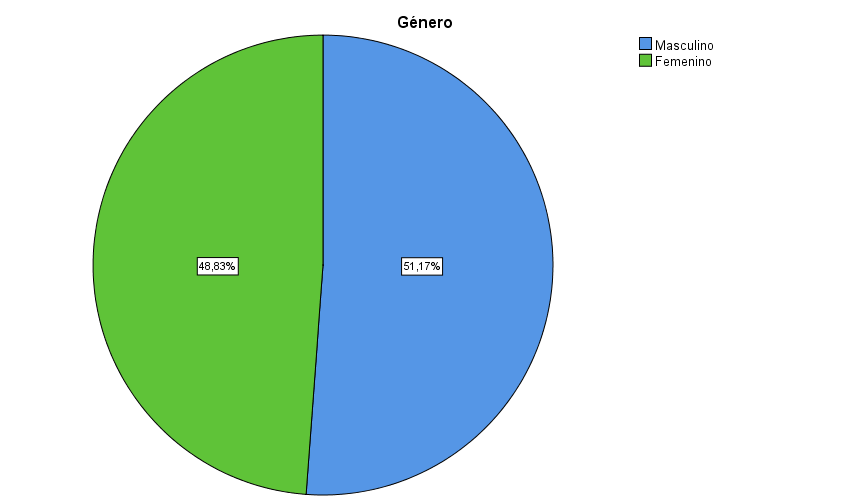 Género
Masculino
Femenino
48,83%
51,17%